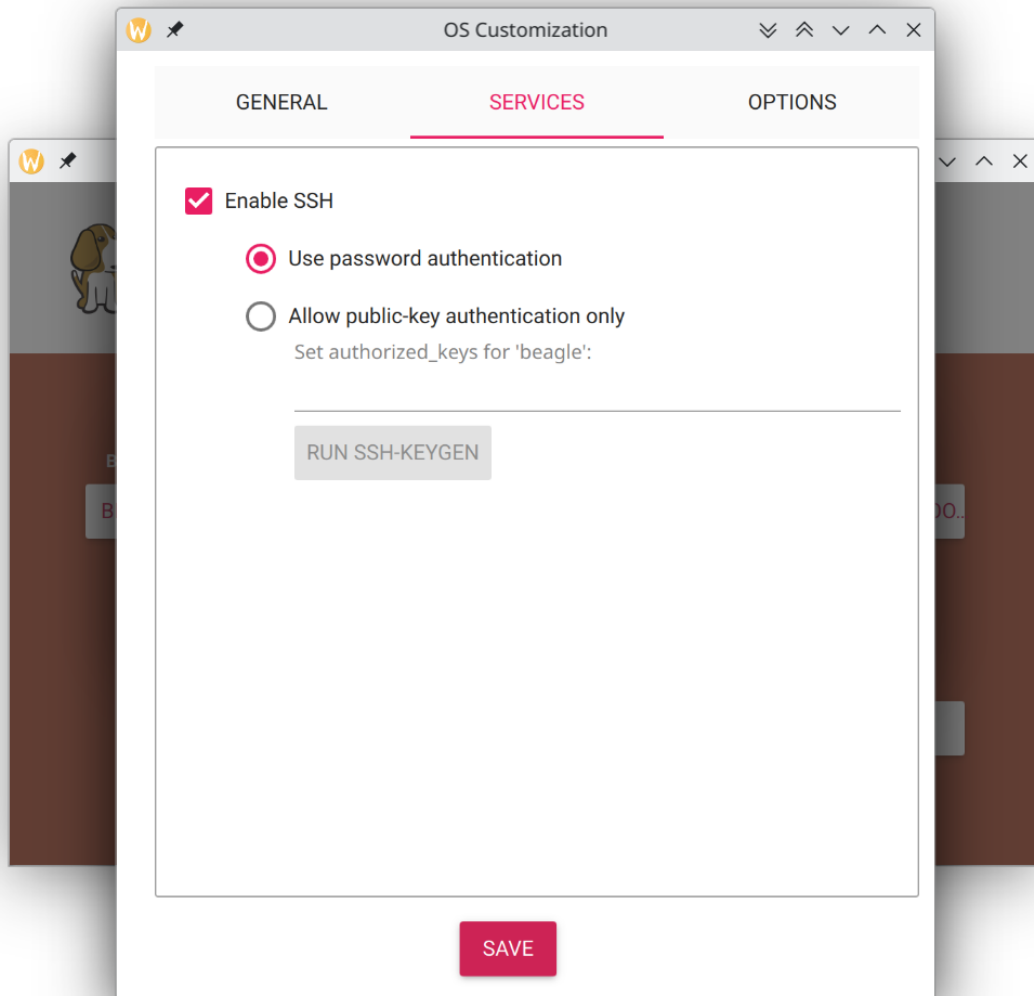 OS Customization
GENERAL
SERVICES
OPTIONS
Enable SSH
Use password authentication
Allow public-key authentication only
Set authorized_keys for 'beagle':
RUN SSH-KEYGEN
SAVE